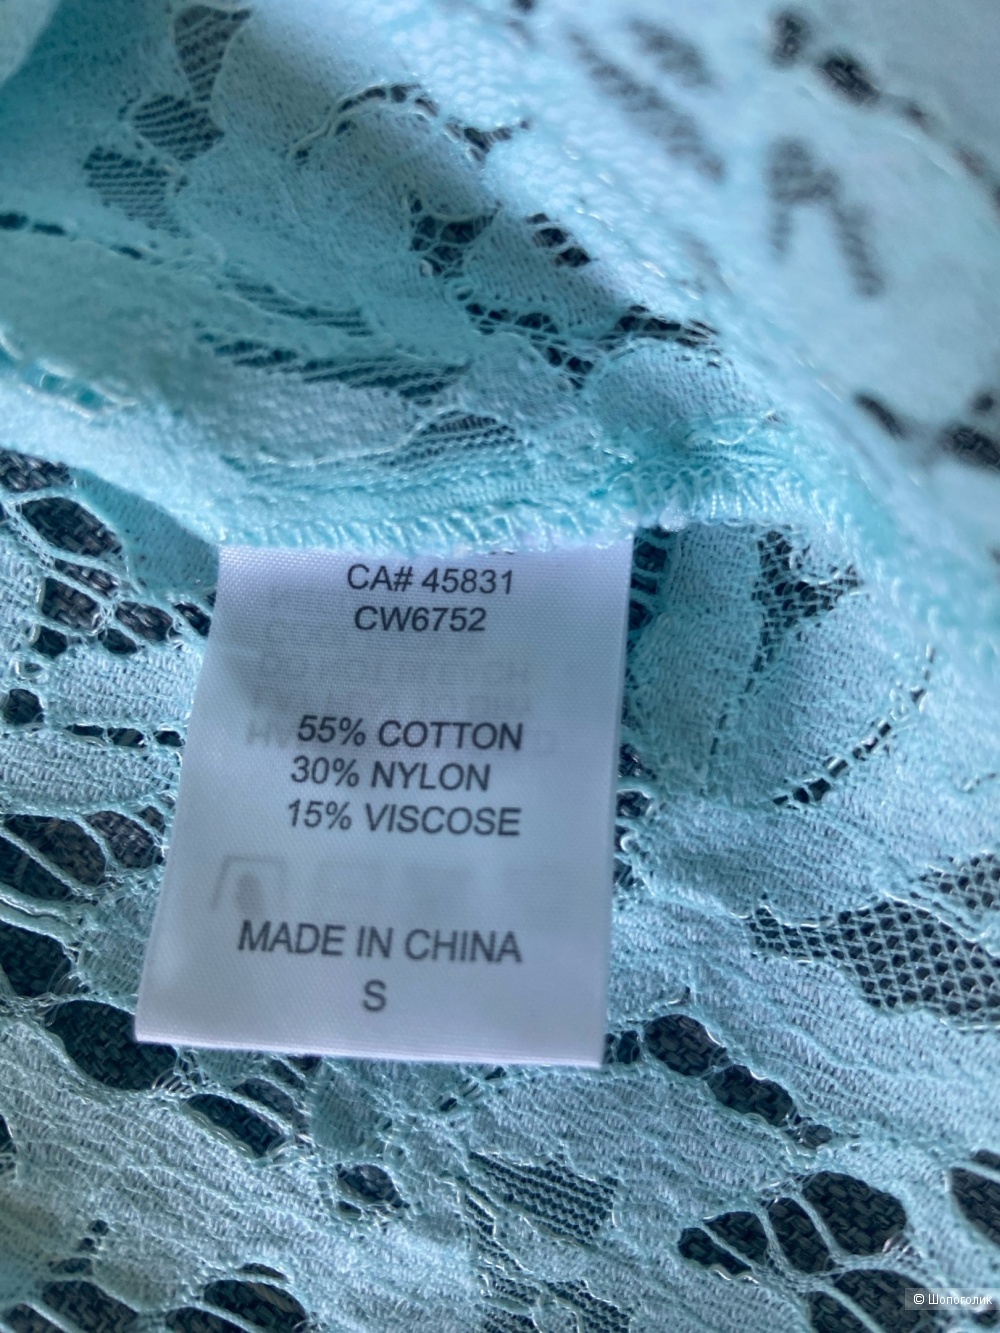 CA# 45831
CW6752
55% COTTON
30% NYLON
15% VISCOSE
MADE IN CHINA
S
© Шопоголик